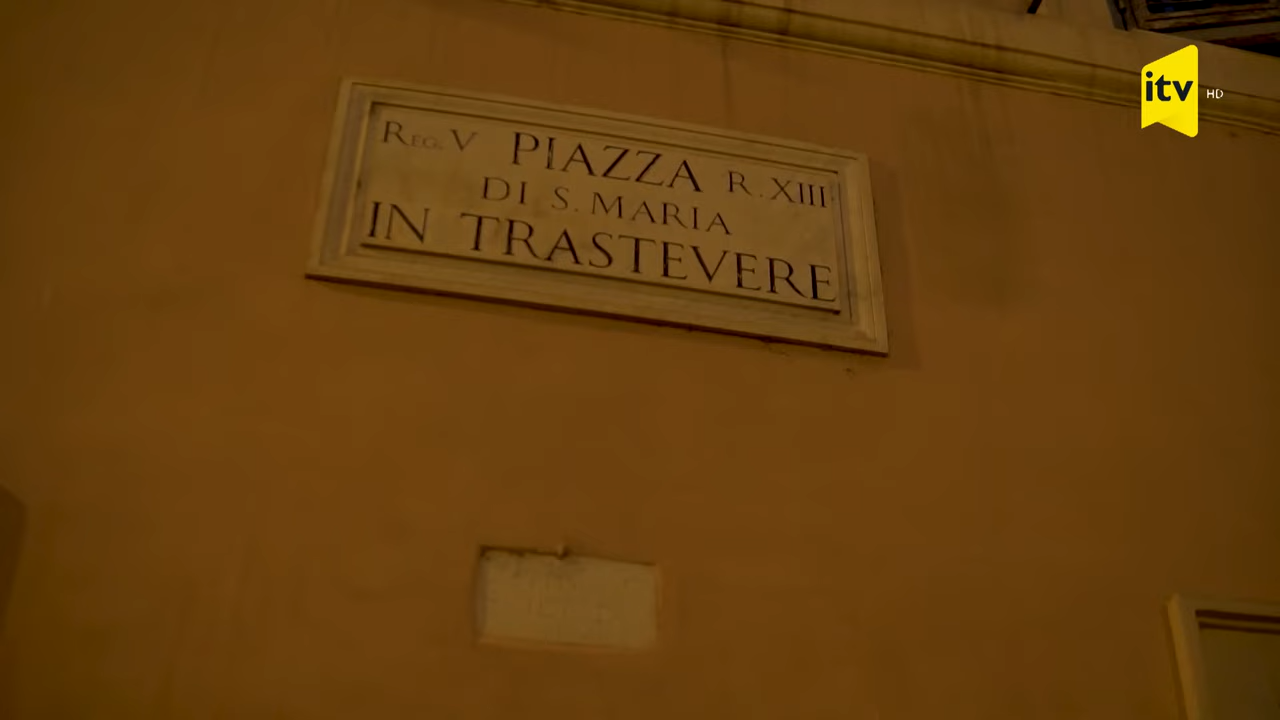 REG. V PIAZZA R. XIII
DI S. MARIA
IN TRASTEVERE
itv HD